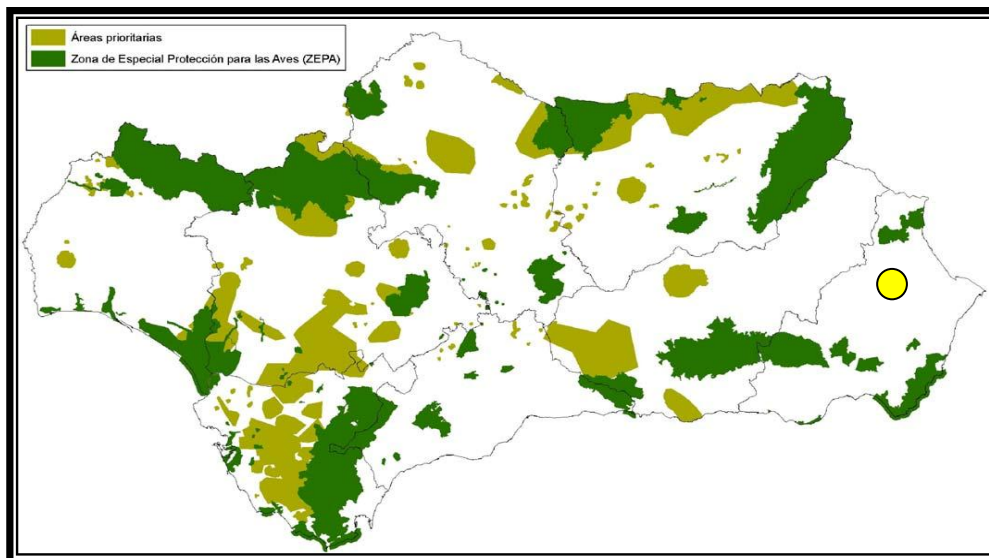 Áreas prioritarias
Zona de Especial Protección para las Aves (ZEPA)